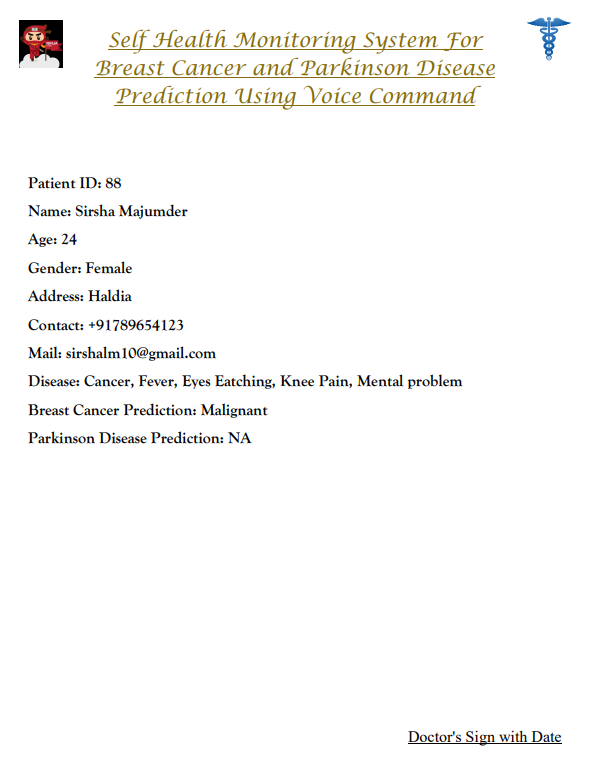 Self Health Monitoring System For
Breast Cancer and Parkinson Disease
Prediction Using Voice Command
Patient ID: 88
Name: Sirsha Majumder
Age: 24
Gender: Female
Address: Haldia
Contact: +91789654123
Mail: sirshalm10@gmail.com
Disease: Cancer, Fever, Eyes Eatching, Knee Pain, Mental problem
Breast Cancer Prediction: Malignant
Parkinson Disease Prediction: NA
Doctor's Sign with Date